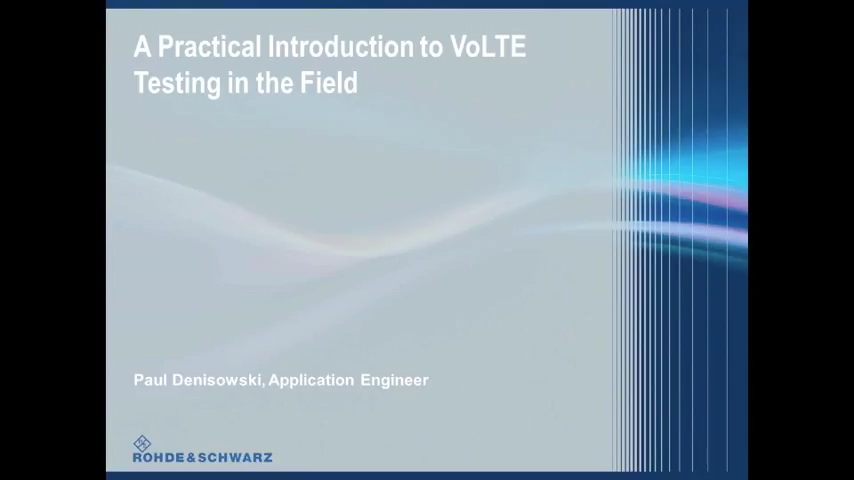 A Practical Introduction to VoLTE
Testing in the Field
Paul Denisowski, Application Engineer
ROHDE & SCHWARZ